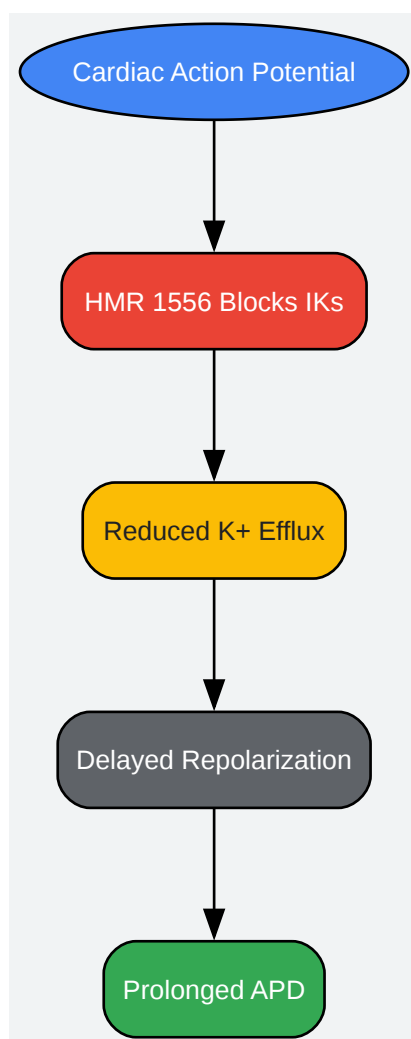 Cardiac Action Potential
HMR 1556 Blocks IKs
Reduced K+ Efflux
Delayed Repolarization
Prolonged APD